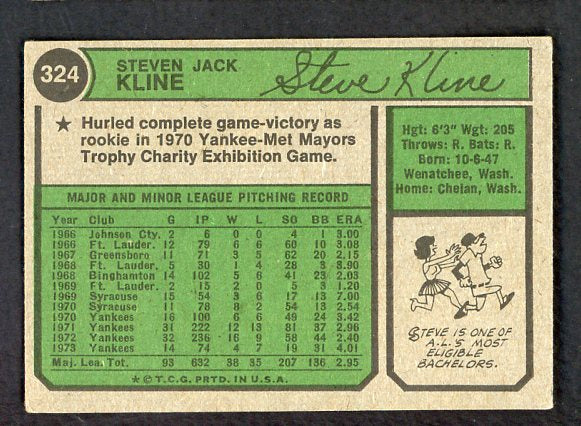 324
STEVEN JACK
KLINE
Steve Kline
★ Hurled complete game-victory as
rookie in 1970 Yankee-Met Mayors
Trophy Charity Exhibition Game.
Hgt: 6'3" Wgt: 205
Throws: R. Bats: R.
Born: 10-6-47
Wenatchee, Wash.
Home: Chelan, Wash.
MAJOR AND MINOR LEAGUE PITCHING RECORD
Year Club G IP W L SO BB ERA
1966 Johnson Cty. 2 6 0 0 4 1 3.00
1966 Ft. Lauder. 12 79 6 6 60 10 3.08
1967 Greensboro 11 71 3 5 62 20 2.15
1968 Ft. Lauder. 5 30 1 4 28 3
1968 Binghamton 14 102 5 6 41 23 2.93
1969 Ft. Lauder. 2 15 2 0 5 3 1.20
1969 Syracuse 15 54 3 6 17 13 7.00
1970 Syracuse 11 78 8 2 54 13 2.54
1970 Yankees 16 100 6 6 49 24 3.42
1971 Yankees 31 222 12 13 81 37 2.96
1972 Yankees 32 236 16 9 58 44 2.40
1973 Yankees 14 74 4 7 19 31 4.01
Maj. Lea. Tot. 93 632 38 35 207 136 2.95
★ © T.C.G. PRTD. IN U.S.A.
STEVE IS ONE OF
A.L.'S MOST
ELIGIBLE
BACHELORS.